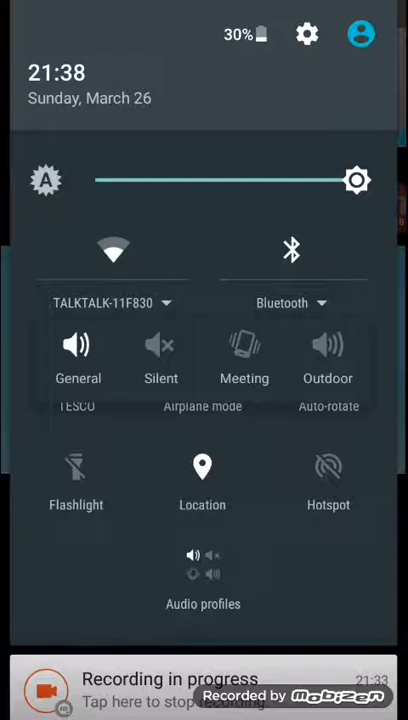 30%
21:38
Sunday, March 26
A
TALKTALK-11F830
Bluetooth
General Silent Meeting Outdoor
TESCO Airplane mode Auto-rotate
Flashlight Location Hotspot
Audio profiles
Recording in progress 21:33
Tap here to stop
Recorded by mobizen